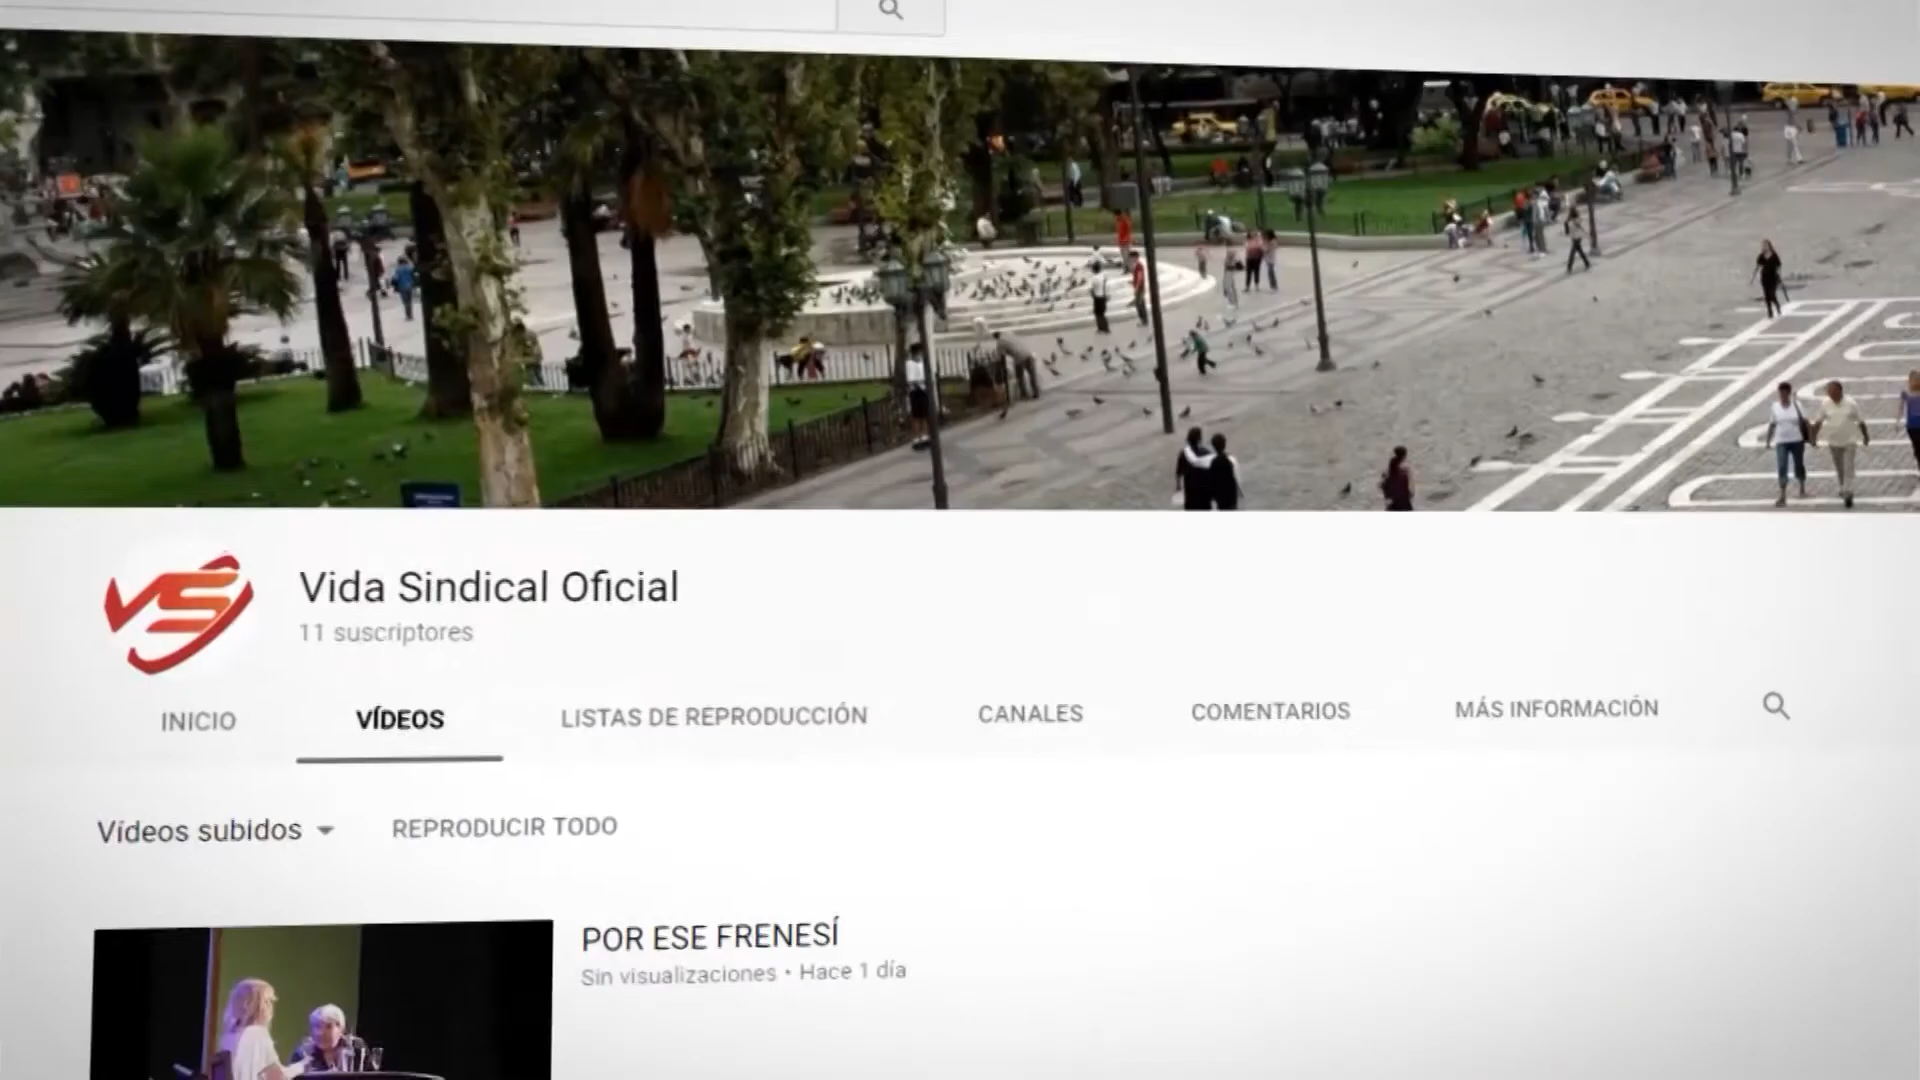 VS
Vida Sindical Oficial
11 suscriptores
INICIO
VÍDEOS
LISTAS DE REPRODUCCIÓN
CANALES
COMENTARIOS
MÁS INFORMACIÓN
Vídeos subidos
REPRODUCIR TODO
POR ESE FRENESÍ
Sin visualizaciones • Hace 1 día